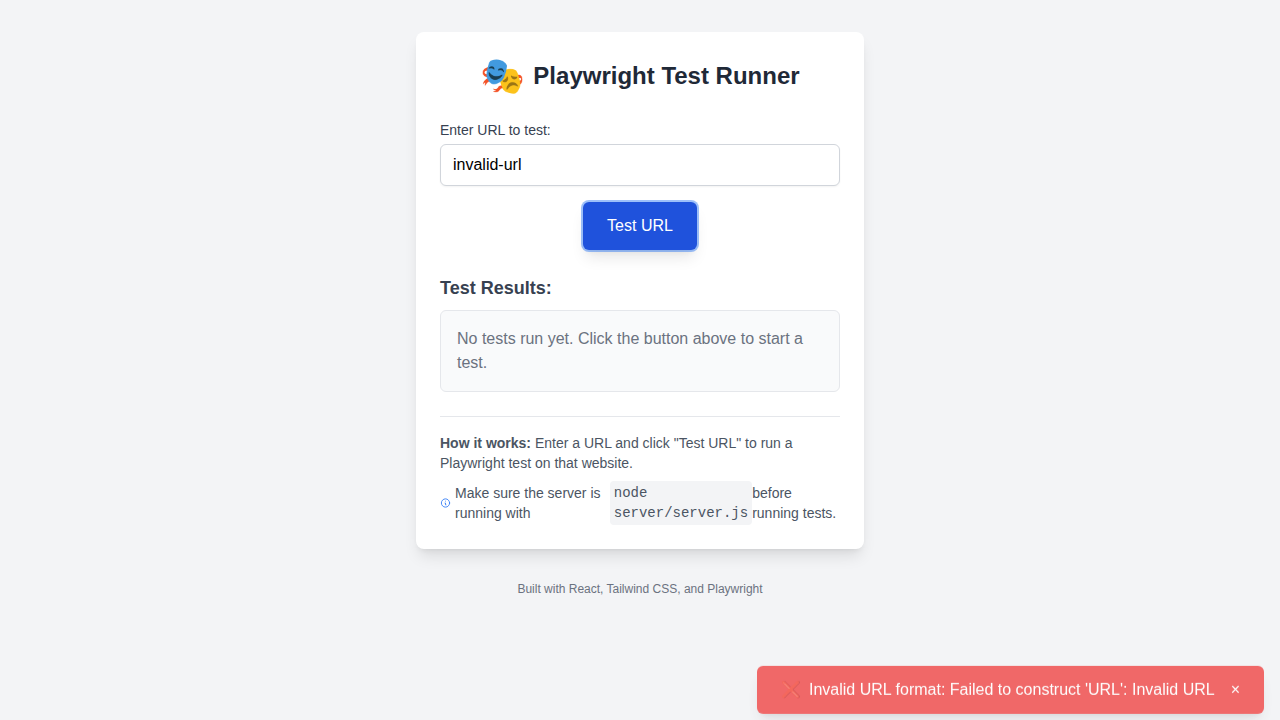 Playwright Test Runner
Enter URL to test:
invalid-url
Test URL
Test Results:
No tests run yet. Click the button above to start a
test.
How it works: Enter a URL and click "Test URL" to run a
Playwright test on that website.
Make sure the server is running with node server/server.js before running tests.
Built with React, Tailwind CSS, and Playwright
❌ Invalid URL format: Failed to construct 'URL': Invalid URL ×